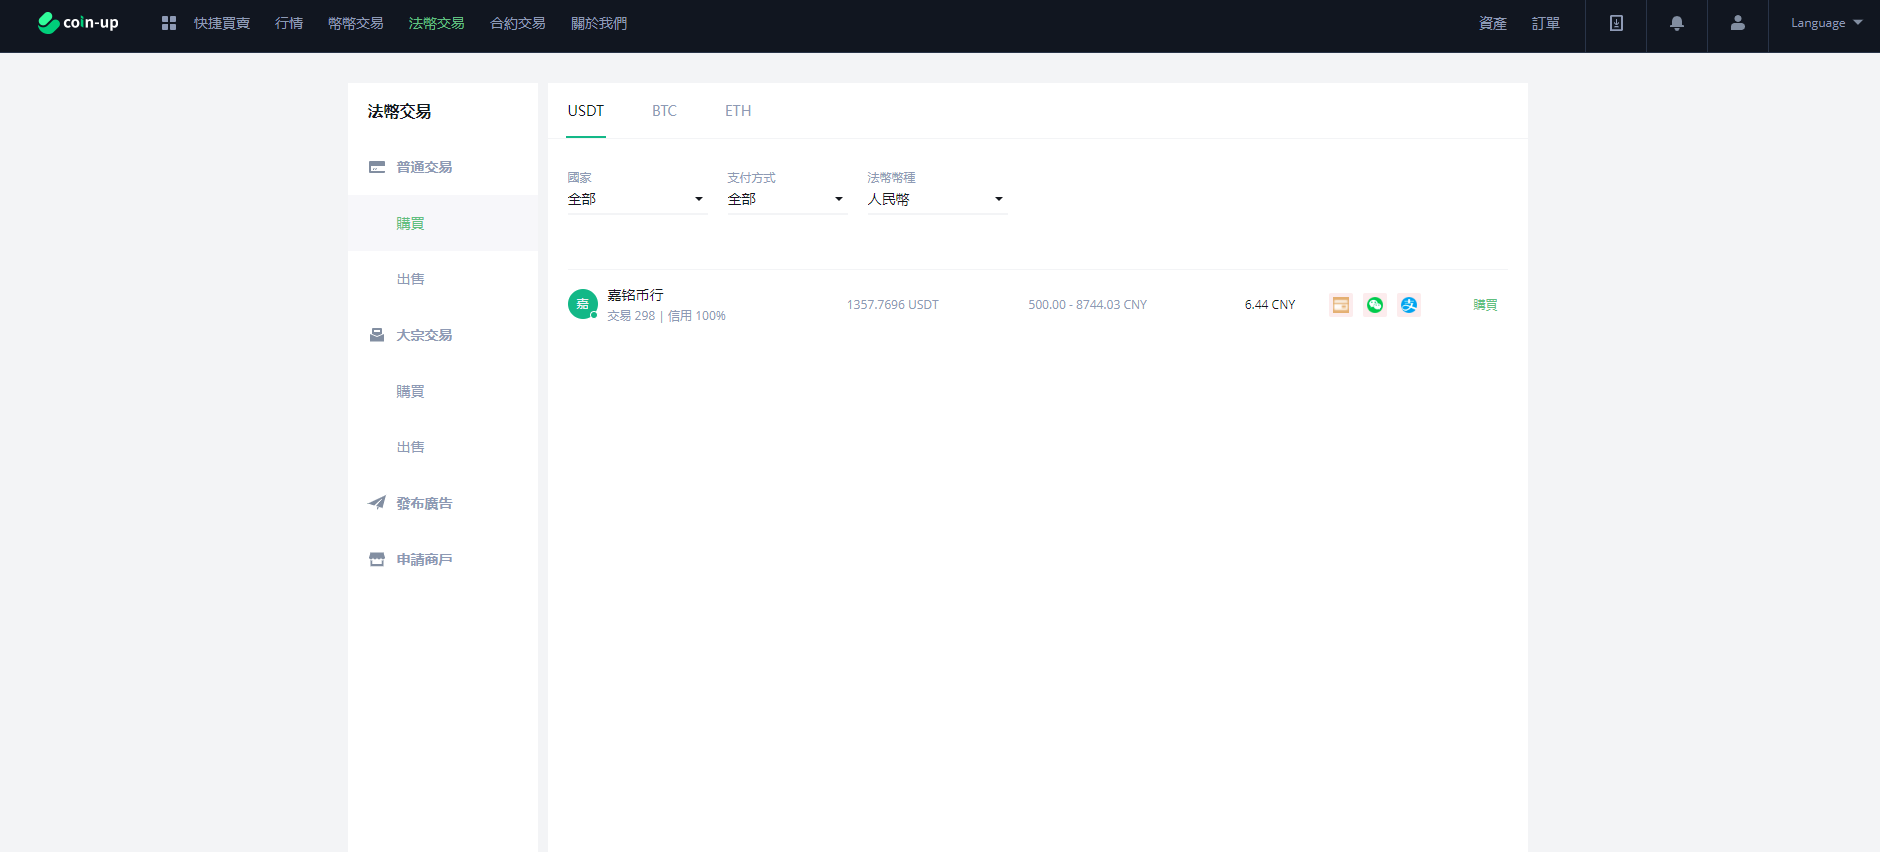 coin-up 快捷買賣 行情 幣幣交易 法幣交易 合約交易 關於我們 資產 訂單 Language
法幣交易
普通交易
購買
出售
大宗交易
購買
出售
發布廣告
申請商戶
USDT BTC ETH
國家 支付方式 法幣幣種
全部 全部 人民幣
嘉 嘉铭币行 1357.7696 USDT 500.00 - 8744.03 CNY 6.44 CNY 購買
交易 298 | 信用 100%